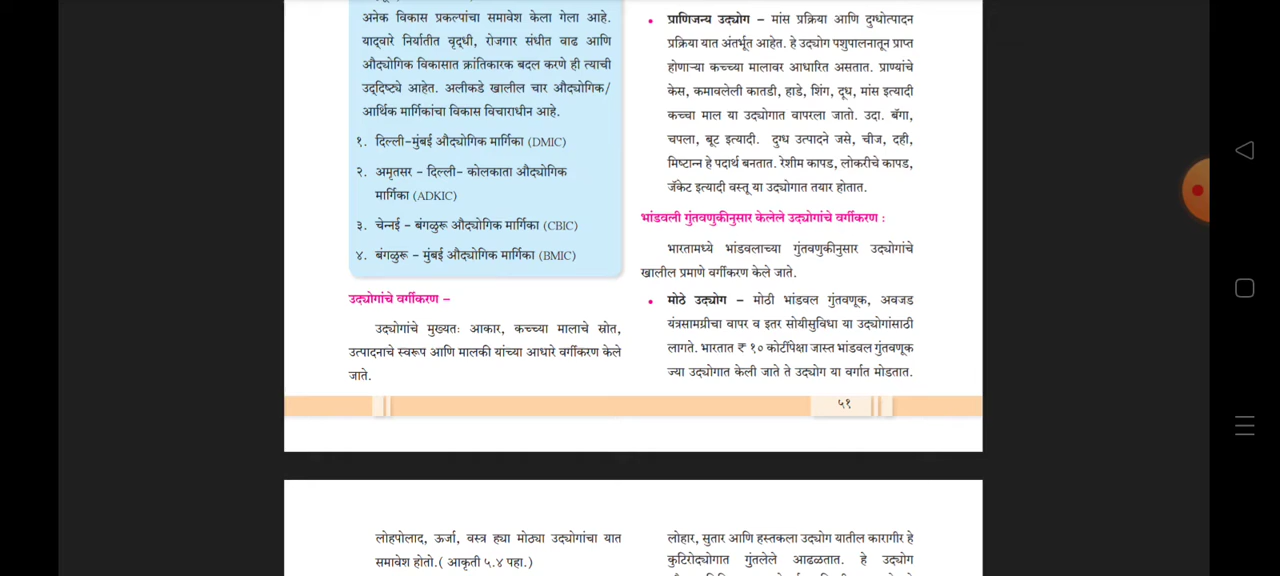 अनेक विकास प्रकल्पांचा समावेश केला गेला आहे.
याद्वारे निर्यातीत वृद्धी, रोजगार संधीत वाढ आणि
औद्योगिक विकासात क्रांतिकारक बदल करणे ही त्याची
उद्दिष्ट्ये आहेत. अलीकडे खालील चार औद्योगिक/
आर्थिक मार्गिकांचा विकास विचाराधीन आहे.
१. दिल्ली-मुंबई औद्योगिक मार्गिका (DMIC)
२. अमृतसर - दिल्ली- कोलकाता औद्योगिक
मार्गिका (ADKIC)
३. चेन्नई - बंगळुरू औद्योगिक मार्गिका (CBIC)
४. बंगळुरू - मुंबई औद्योगिक मार्गिका (BMIC)
उद्योगांचे वर्गीकरण -
उद्योगांचे मुख्यतः आकार, कच्च्या मालाचे स्रोत,
उत्पादनाचे स्वरूप आणि मालकी यांच्या आधारे वर्गीकरण केले
जाते.
• प्राणिजन्य उद्योग - मांस प्रक्रिया आणि दुग्धोत्पादन
प्रक्रिया यात अंतर्भूत आहेत. हे उद्योग पशुपालनातून प्राप्त
होणाऱ्या कच्च्या मालावर आधारित असतात. प्राण्यांचे
केस, कमावलेली कातडी, हाडे, शिंग, दूध, मांस इत्यादी
कच्चा माल या उद्योगात वापरला जातो. उदा. बॅगा,
चपला, बूट इत्यादी. दुग्ध उत्पादने जसे, चीज, दही,
मिष्टान्न हे पदार्थ बनतात. रेशीम कापड, लोकरीचे कापड,
जॅकेट इत्यादी वस्तू या उद्योगात तयार होतात.
भांडवली गुंतवणुकीनुसार केलेले उद्योगांचे वर्गीकरण :
भारतामध्ये भांडवलाच्या गुंतवणुकीनुसार उद्योगांचे
खालील प्रमाणे वर्गीकरण केले जाते.
• मोठे उद्योग - मोठी भांडवल गुंतवणूक, अवजड
यंत्रसामग्रीचा वापर व इतर सोयीसुविधा या उद्योगांसाठी
लागते. भारतात ₹ १० कोटींपेक्षा जास्त भांडवल गुंतवणूक
ज्या उद्योगात केली जाते ते उद्योग या वर्गात मोडतात.
५१
लोहपोलाद, ऊर्जा, वस्त्र ह्या मोठ्या उद्योगांचा यात
समावेश होतो.( आकृती ५.४ पहा.)
लोहार, सुतार आणि हस्तकला उद्योग यातील कारागीर हे
कुटिरोद्योगात गुंतलेले आढळतात. हे उद्योग